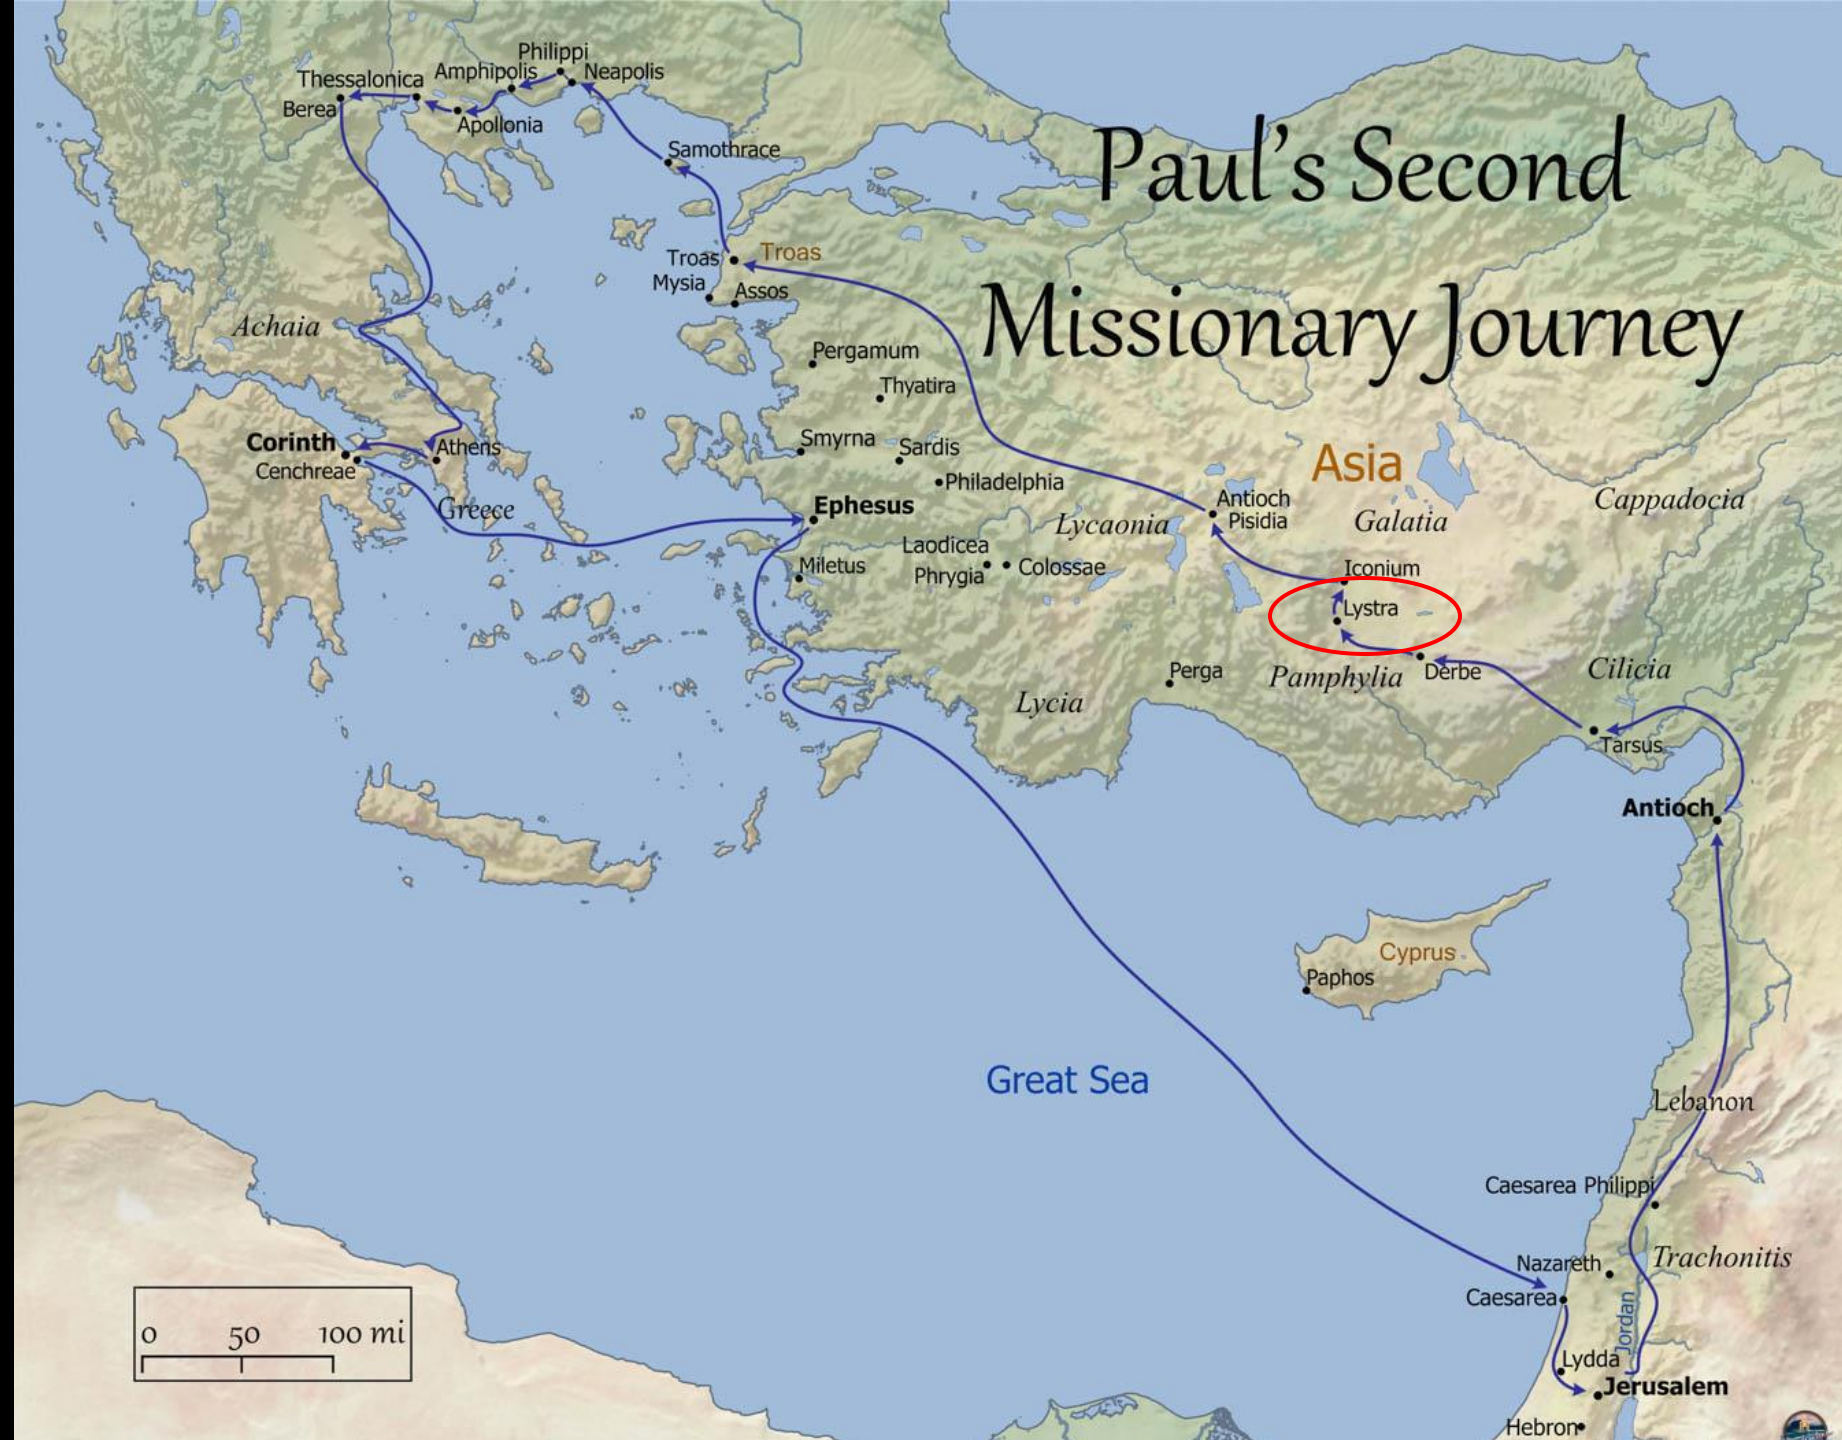 Paul's Second
Missionary Journey
Philippi
Thessalonica
Amphipolis
Neapolis
Berea
Apollonia
Samothrace
Troas
Troas
Mysia
Assos
Achaia
Pergamum
Thyatira
Corinth
Cenchreae
Athens
Smyrna
Sardis
Philadelphia
Asia
Greece
Ephesus
Lycaonia
Antioch
Pisidia
Galatia
Cappadocia
Laodicea
Phrygia
Colossae
Miletus
Iconium
Lystra
Perga
Pamphylia
Derbe
Cilicia
Lycia
Tarsus
Antioch
Cyprus
Paphos
Great Sea
Lebanon
Caesarea Philippi
Nazareth
Trachonitis
Caesarea
Jordan
0 50 100 mi
Lydda
Jerusalem
Hebron